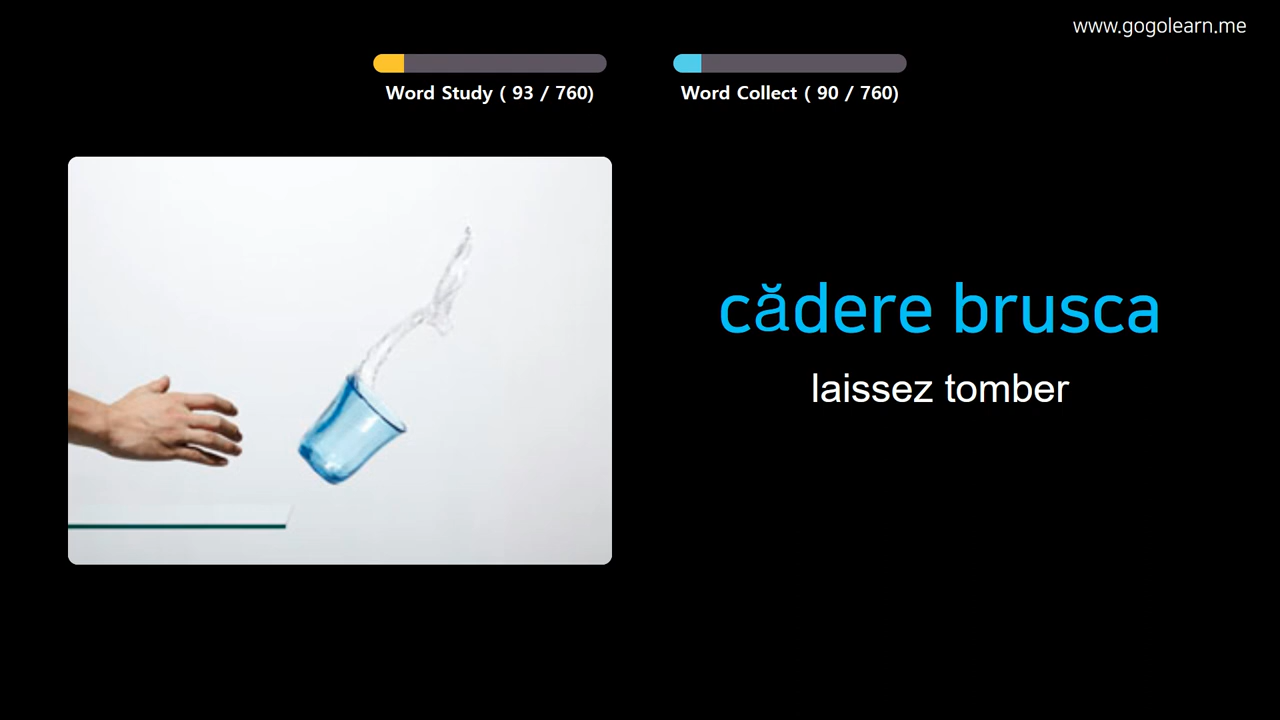 www.gogolearn.me
Word Study ( 93 / 760)
Word Collect ( 90 / 760)
cădere brusca
laissez tomber